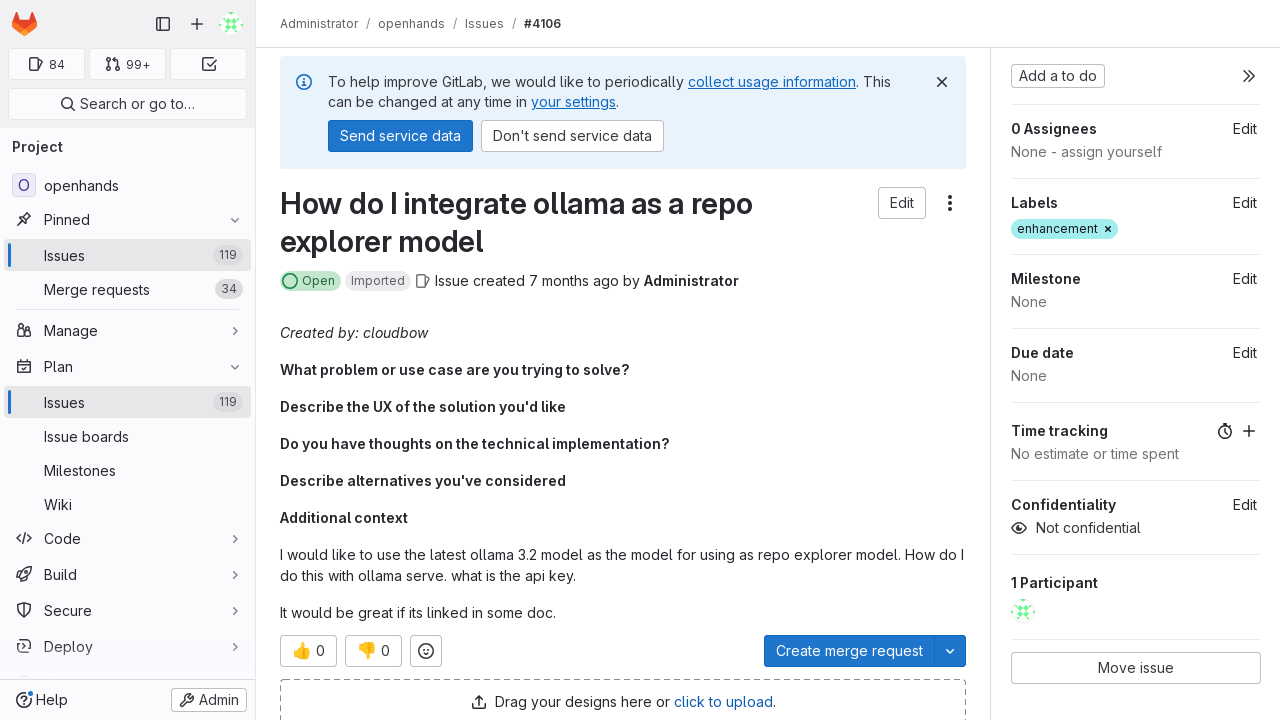 84
99+
Search or go to…
Project
O openhands
Pinned
Issues 119
Merge requests 34
Manage
Plan
Issues 119
Issue boards
Milestones
Wiki
Code
Build
Secure
Deploy
Help
Admin
Administrator / openhands / Issues / #4106
To help improve GitLab, we would like to periodically collect usage information. This
can be changed at any time in your settings.
Send service data
Don't send service data
How do I integrate ollama as a repo
explorer model
Edit
Open Imported Issue created 7 months ago by Administrator
Created by: cloudbow
What problem or use case are you trying to solve?
Describe the UX of the solution you'd like
Do you have thoughts on the technical implementation?
Describe alternatives you've considered
Additional context
I would like to use the latest ollama 3.2 model as the model for using as repo explorer model. How do I
do this with ollama serve. what is the api key.
It would be great if its linked in some doc.
👍 0
👎 0
Create merge request
Drag your designs here or click to upload.
Add a to do
0 Assignees Edit
None - assign yourself
Labels Edit
enhancement ×
Milestone Edit
None
Due date Edit
None
Time tracking
No estimate or time spent
Confidentiality Edit
Not confidential
1 Participant
Move issue